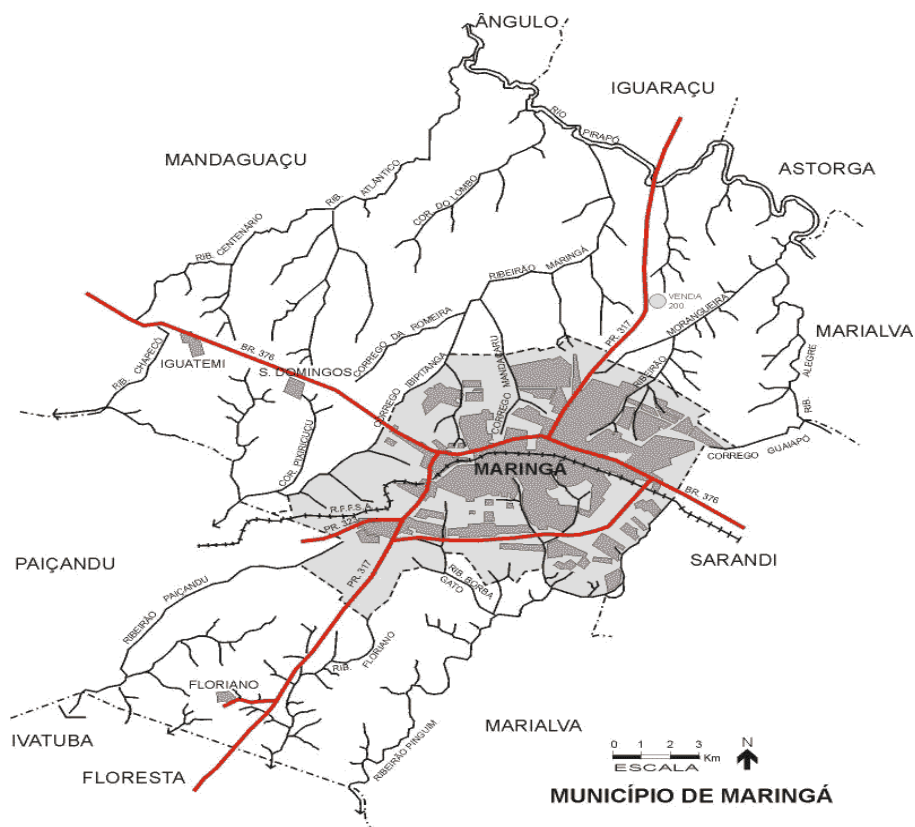 ÂNGULO
IGUARAÇU
RIO
PIRAPÓ
MANDAGUAÇU
ASTORGA
RIB. ATLÂNTICO
COR. DO LOMBO
RIB. CENTENÁRIO
RIBEIRÃO MARINGÁ
VENDA
200
MORANGUEIRA
RIBEIRÃO
PR. 317
MARIALVA
RIB. ALEGRE
CORREGO DA ROMEIRA
BR. 376
IGUATEMI
RIB. CHAPECÓ
S. DOMINGOS
CORREGO IBIPITANGA
CORREGO MANDACARU
COR. PIXIRICUÇU
CORREGO GUAIAPÓ
MARINGÁ
BR. 376
R.F.F.S.A.
PR. 323
PAIÇANDU
SARANDI
PR. 317
RIB. BORBA
GATO
RIBEIRÃO PAIÇANDU
RIB. FLORIANO
FLORIANO
IVATUBA
FLORESTA
RIBEIRÃO PINGUIM
MARIALVA
0 1 2 3 Km
ESCALA
N
MUNICÍPIO DE MARINGÁ